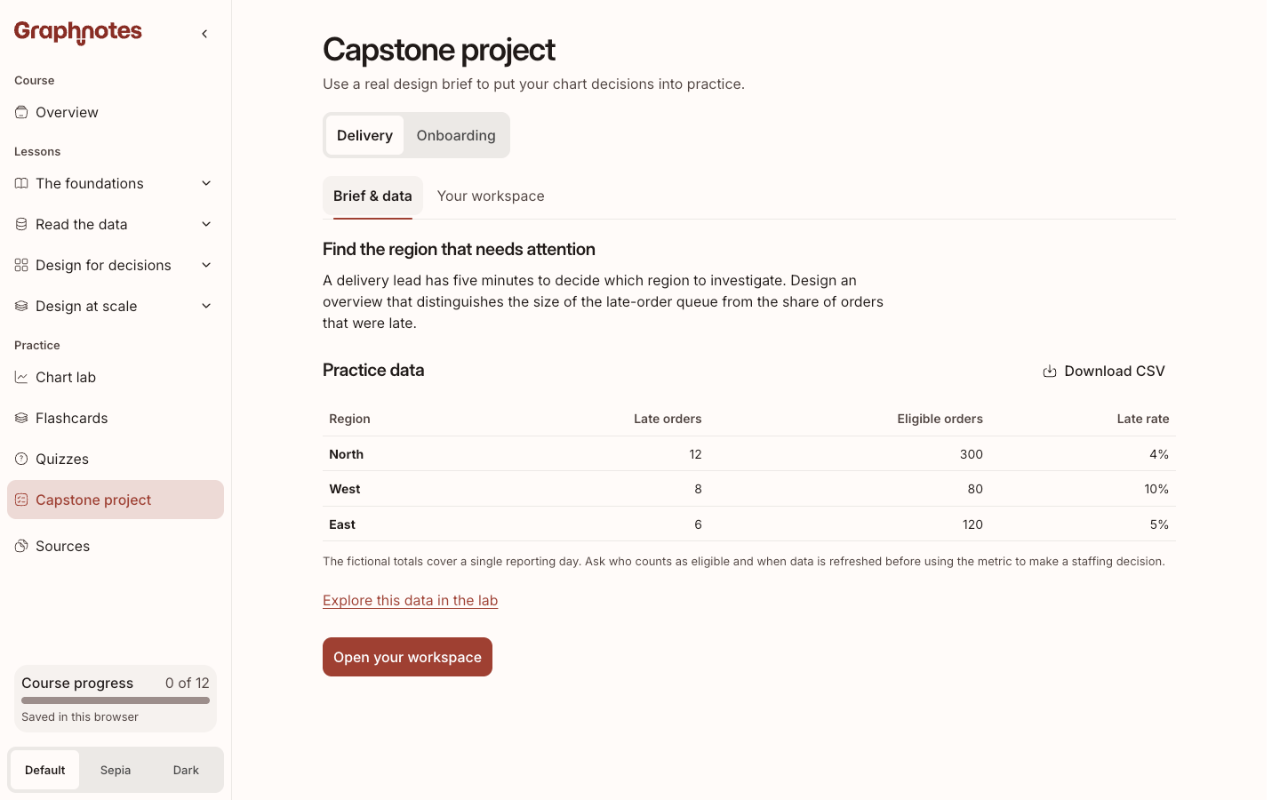 Graphnotes
Course
Overview
Lessons
The foundations
Read the data
Design for decisions
Design at scale
Practice
Chart lab
Flashcards
Quizzes
Capstone project
Sources
Course progress 0 of 12
Saved in this browser
Default Sepia Dark
Capstone project
Use a real design brief to put your chart decisions into practice.
Delivery Onboarding
Brief & data Your workspace
Find the region that needs attention
A delivery lead has five minutes to decide which region to investigate. Design an
overview that distinguishes the size of the late-order queue from the share of orders
that were late.
Practice data Download CSV
Region Late orders Eligible orders Late rate
North 12 300 4%
West 8 80 10%
East 6 120 5%
The fictional totals cover a single reporting day. Ask who counts as eligible and when data is refreshed before using the metric to make a staffing decision.
Explore this data in the lab
Open your workspace